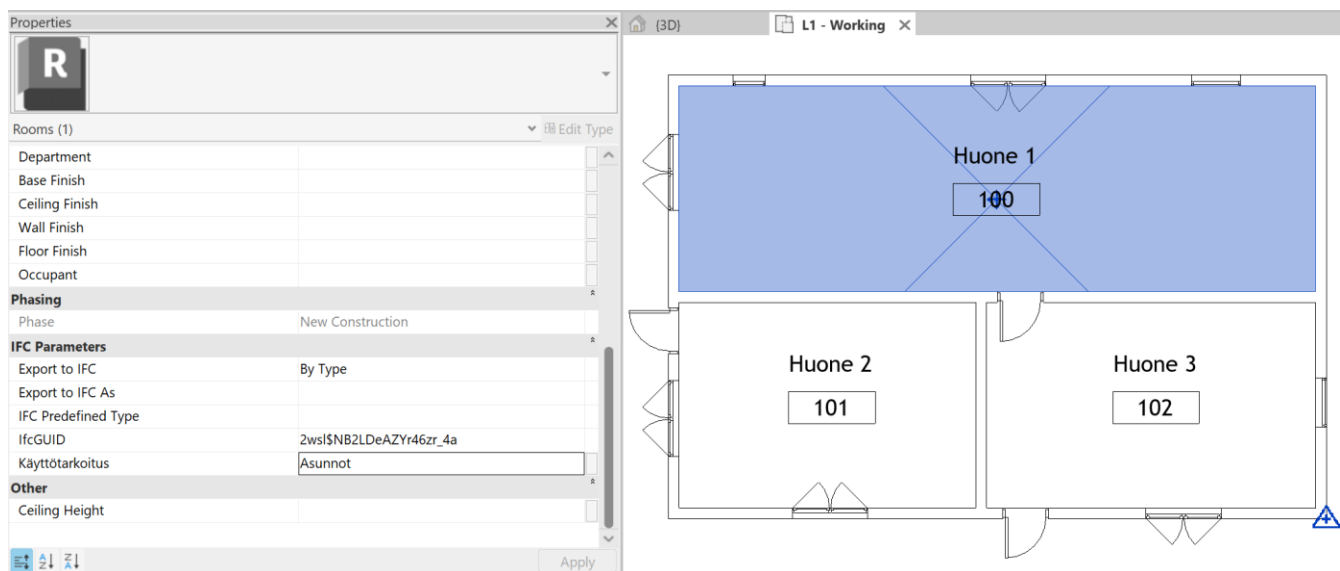 Properties
R
Rooms (1)
Edit Type
Department
Base Finish
Ceiling Finish
Wall Finish
Floor Finish
Occupant
Phasing
Phase New Construction
IFC Parameters
Export to IFC By Type
Export to IFC As
IFC Predefined Type
IfcGUID 2wsl$NB2LDeAZYr46zr_4a
Käyttötarkoitus Asunnot
Other
Ceiling Height
Apply
{3D}
L1 - Working
Huone 1
100
Huone 2
101
Huone 3
102